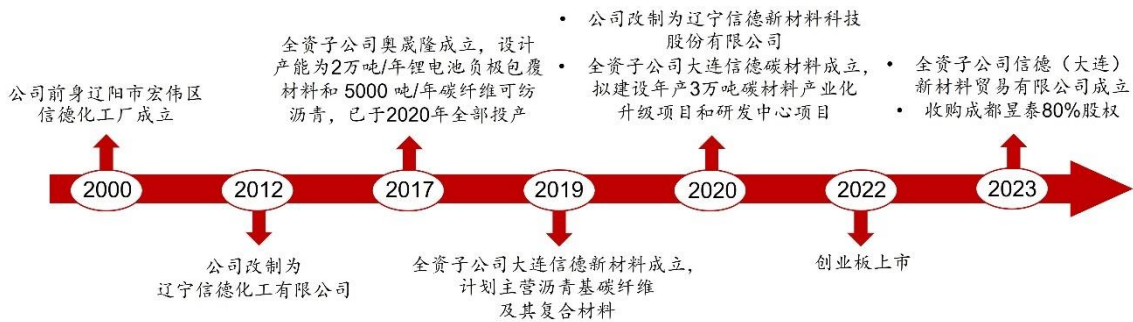 公司前身辽阳市宏伟区
信德化工厂成立
全资子公司奥晟隆成立，设计
产能为2万吨/年锂电池负极包覆
材料和 5000 吨/年碳纤维可纺
沥青，已于2020年全部投产
• 公司改制为辽宁信德新材料科技
股份有限公司
• 全资子公司大连信德碳材料成立，
拟建设年产3万吨碳材料产业化
升级项目和研发中心项目
• 全资子公司信德（大连）
新材料贸易有限公司成立
• 收购成都昱泰80%股权
2000
2012
2017
2019
2020
2022
2023
公司改制为
辽宁信德化工有限公司
全资子公司大连信德新材料成立，
计划主营沥青基碳纤维
及其复合材料
创业板上市